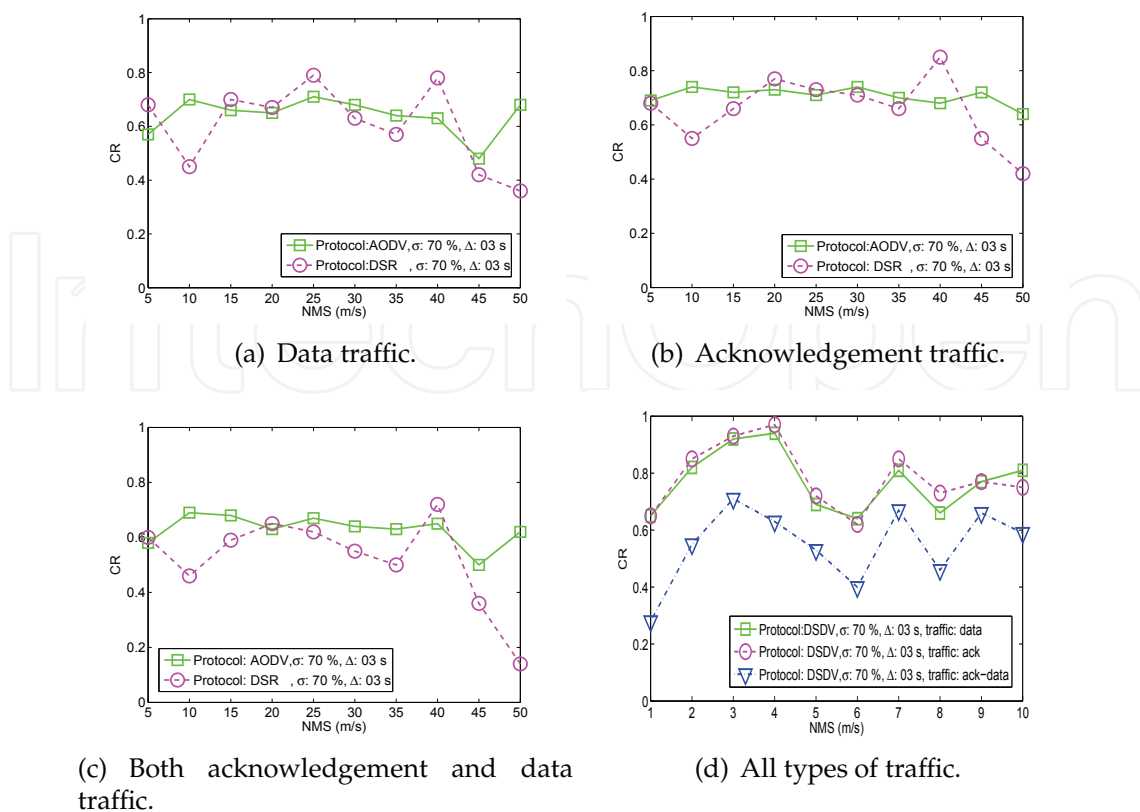 1
0.8
0.6
0.4
0.2
0
CR
5 10 15 20 25 30 35 40 45 50
NMS (m/s)
Protocol:AODV,σ: 70 %, Δ: 03 s
Protocol:DSR , σ: 70 %, Δ: 03 s
(a) Data traffic.
1
0.8
0.6
0.4
0.2
0
CR
5 10 15 20 25 30 35 40 45 50
NMS (m/s)
Protocol:AODV,σ: 70 %, Δ: 03 s
Protocol: DSR , σ: 70 %, Δ: 03 s
(b) Acknowledgement traffic.
IntechOpen
1
0.8
0.6
0.4
0.2
0
CR
5 10 15 20 25 30 35 40 45 50
NMS (m/s)
Protocol: AODV,σ: 70 %, Δ: 03 s
Protocol: DSR , σ: 70 %, Δ: 03 s
(c) Both acknowledgement and data
traffic.
1
0.8
0.6
0.4
0.2
0
CR
1 2 3 4 5 6 7 8 9 10
NMS (m/s)
Protocol:DSDV,σ: 70 %, Δ: 03 s, traffic: data
Protocol: DSDV,σ: 70 %, Δ: 03 s, traffic: ack
Protocol: DSDV,σ: 70 %, Δ: 03 s, traffic: ack-data
(d) All types of traffic.